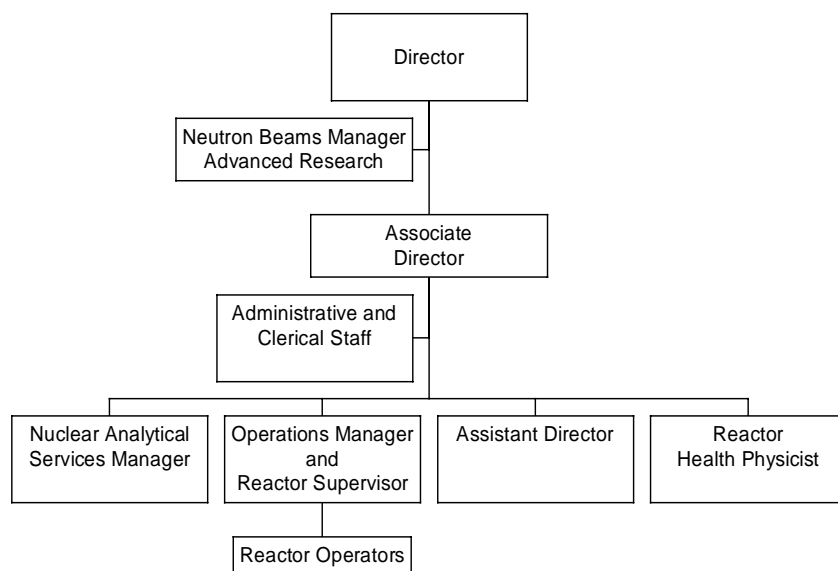 Director
Neutron Beams Manager
Advanced Research
Associate
Director
Administrative and
Clerical Staff
Nuclear Analytical
Services Manager
Operations Manager
and
Reactor Supervisor
Assistant Director
Reactor
Health Physicist
Reactor Operators